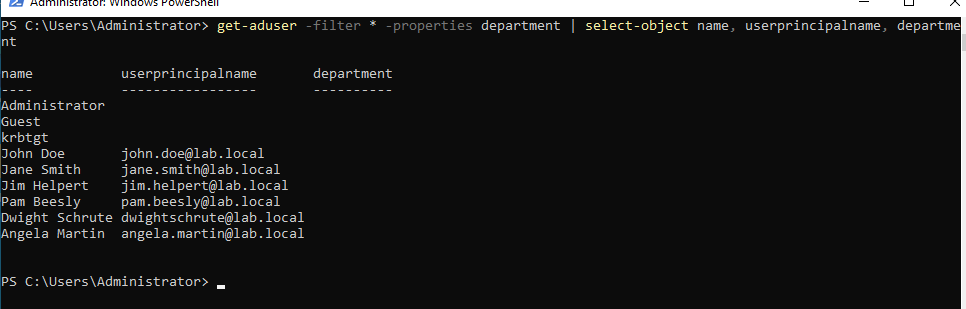 Administrator: Windows PowerShell
PS C:\Users\Administrator> get-aduser -filter * -properties department | select-object name, userprincipalname, departme
nt
name userprincipalname department
---- ----------------- ----------
Administrator
Guest
krbtgt
John Doe john.doe@lab.local
Jane Smith jane.smith@lab.local
Jim Helpert jim.helpert@lab.local
Pam Beesly pam.beesly@lab.local
Dwight Schrute dwightschrute@lab.local
Angela Martin angela.martin@lab.local
PS C:\Users\Administrator>